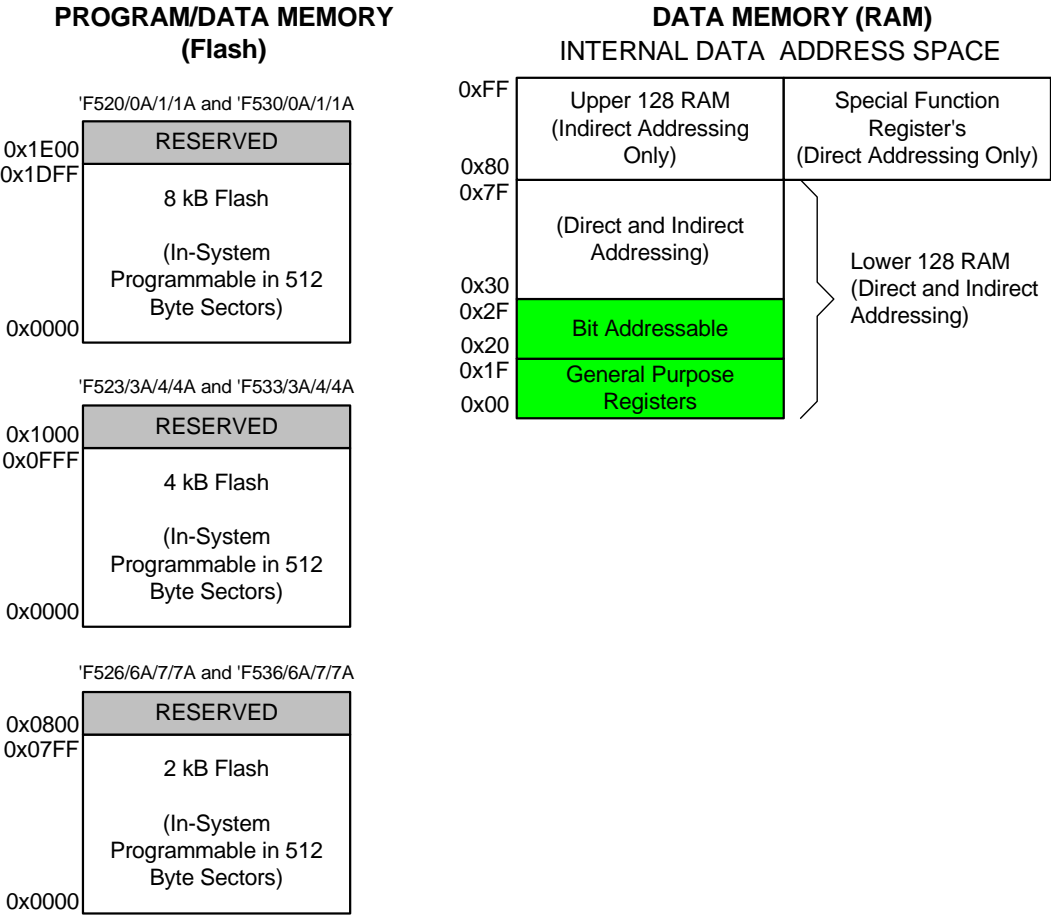 PROGRAM/DATA MEMORY
(Flash)
'F520/0A/1/1A and 'F530/0A/1/1A
RESERVED
0x1E00
0x1DFF
8 kB Flash
(In-System
Programmable in 512
Byte Sectors)
0x0000
'F523/3A/4/4A and 'F533/3A/4/4A
RESERVED
0x1000
0x0FFF
4 kB Flash
(In-System
Programmable in 512
Byte Sectors)
0x0000
'F526/6A/7/7A and 'F536/6A/7/7A
RESERVED
0x0800
0x07FF
2 kB Flash
(In-System
Programmable in 512
Byte Sectors)
0x0000
DATA MEMORY (RAM)
INTERNAL DATA ADDRESS SPACE
0xFF
Upper 128 RAM
(Indirect Addressing
Only)
0x80
Special Function
Register's
(Direct Addressing Only)
0x7F
(Direct and Indirect
Addressing)
0x30
0x2F
Bit Addressable
0x20
0x1F
General Purpose
Registers
0x00
Lower 128 RAM
(Direct and Indirect
Addressing)